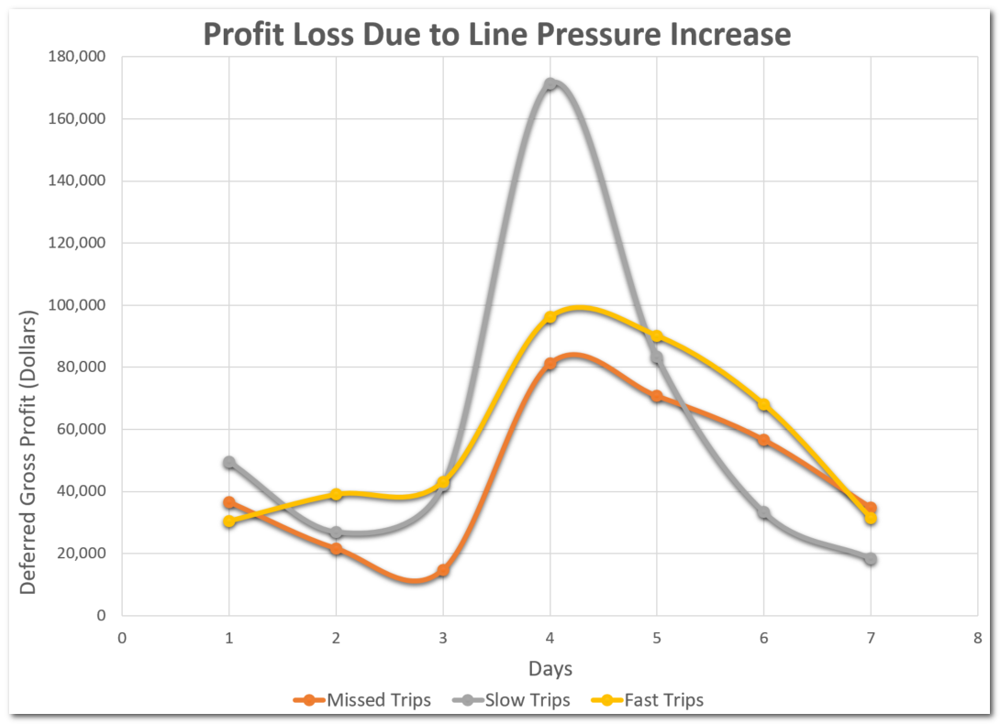 Profit Loss Due to Line Pressure Increase
180,000
160,000
140,000
120,000
100,000
80,000
60,000
40,000
20,000
0
Deferred Gross Profit (Dollars)
0 1 2 3 4 5 6 7 8
Days
Missed Trips Slow Trips Fast Trips